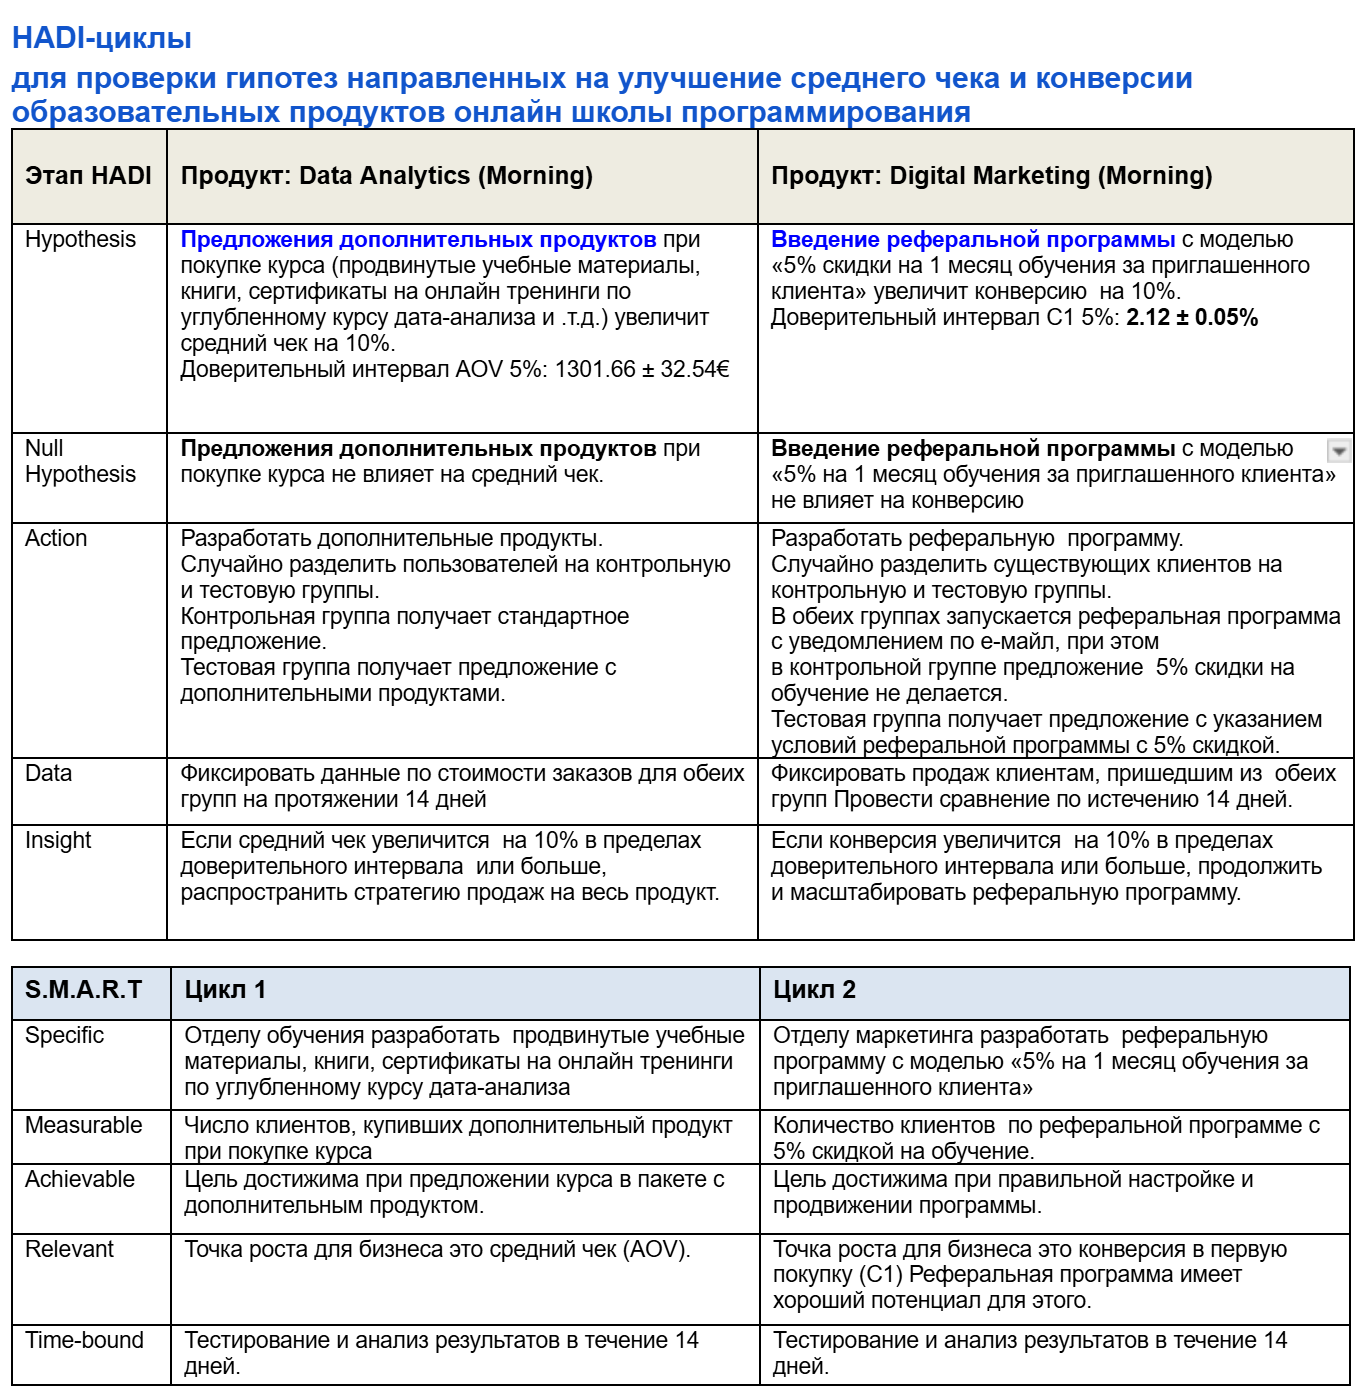 HADI-циклы
для проверки гипотез направленных на улучшение среднего чека и конверсии
образовательных продуктов онлайн школы программирования
Этап HADI
Продукт: Data Analytics (Morning)
Продукт: Digital Marketing (Morning)
Hypothesis
Предложения дополнительных продуктов при
покупке курса (продвинутые учебные материалы,
книги, сертификаты на онлайн тренинги по
углубленному курсу дата-анализа и .т.д.) увеличит
средний чек на 10%.
Доверительный интервал AOV 5%: 1301.66 ± 32.54€
Введение реферальной программы с моделью
«5% скидки на 1 месяц обучения за приглашенного
клиента» увеличит конверсию  на 10%.
Доверительный интервал C1 5%: 2.12 ± 0.05%
Null
Hypothesis
Предложения дополнительных продуктов при
покупке курса не влияет на средний чек.
Введение реферальной программы с моделью
«5% на 1 месяц обучения за приглашенного клиента»
не влияет на конверсию
Action
Разработать дополнительные продукты.
Случайно разделить пользователей на контрольную
и тестовую группы.
Контрольная группа получает стандартное
предложение.
Тестовая группа получает предложение с
дополнительными продуктами.
Разработать реферальную  программу.
Случайно разделить существующих клиентов на
контрольную и тестовую группы.
В обеих группах запускается реферальная программа
с уведомлением по е-майл, при этом
в контрольной группе предложение  5% скидки на
обучение не делается.
Тестовая группа получает предложение с указанием
условий реферальной программы с 5% скидкой.
Data
Фиксировать данные по стоимости заказов для обеих
групп на протяжении 14 дней
Фиксировать продаж клиентам, пришедшим из  обеих
групп Провести сравнение по истечению 14 дней.
Insight
Если средний чек увеличится  на 10% в пределах
доверительного интервала  или больше,
распространить стратегию продаж на весь продукт.
Если конверсия увеличится  на 10% в пределах
доверительного интервала или больше, продолжить
и масштабировать реферальную программу.
S.M.A.R.T
Цикл 1
Цикл 2
Specific
Отделу обучения разработать  продвинутые учебные
материалы, книги, сертификаты на онлайн тренинги
по углубленному курсу дата-анализа
Отделу маркетинга разработать  реферальную
программу с моделью «5% на 1 месяц обучения за
приглашенного клиента»
Measurable
Число клиентов, купивших дополнительный продукт
при покупке курса
Количество клиентов  по реферальной программе с
5% скидкой на обучение.
Achievable
Цель достижима при предложении курса в пакете с
дополнительным продуктом.
Цель достижима при правильной настройке и
продвижении программы.
Relevant
Точка роста для бизнеса это средний чек (AOV).
Точка роста для бизнеса это конверсия в первую
покупку (C1) Реферальная программа имеет
хороший потенциал для этого.
Time-bound
Тестирование и анализ результатов в течение 14
дней.
Тестирование и анализ результатов в течение 14
дней.